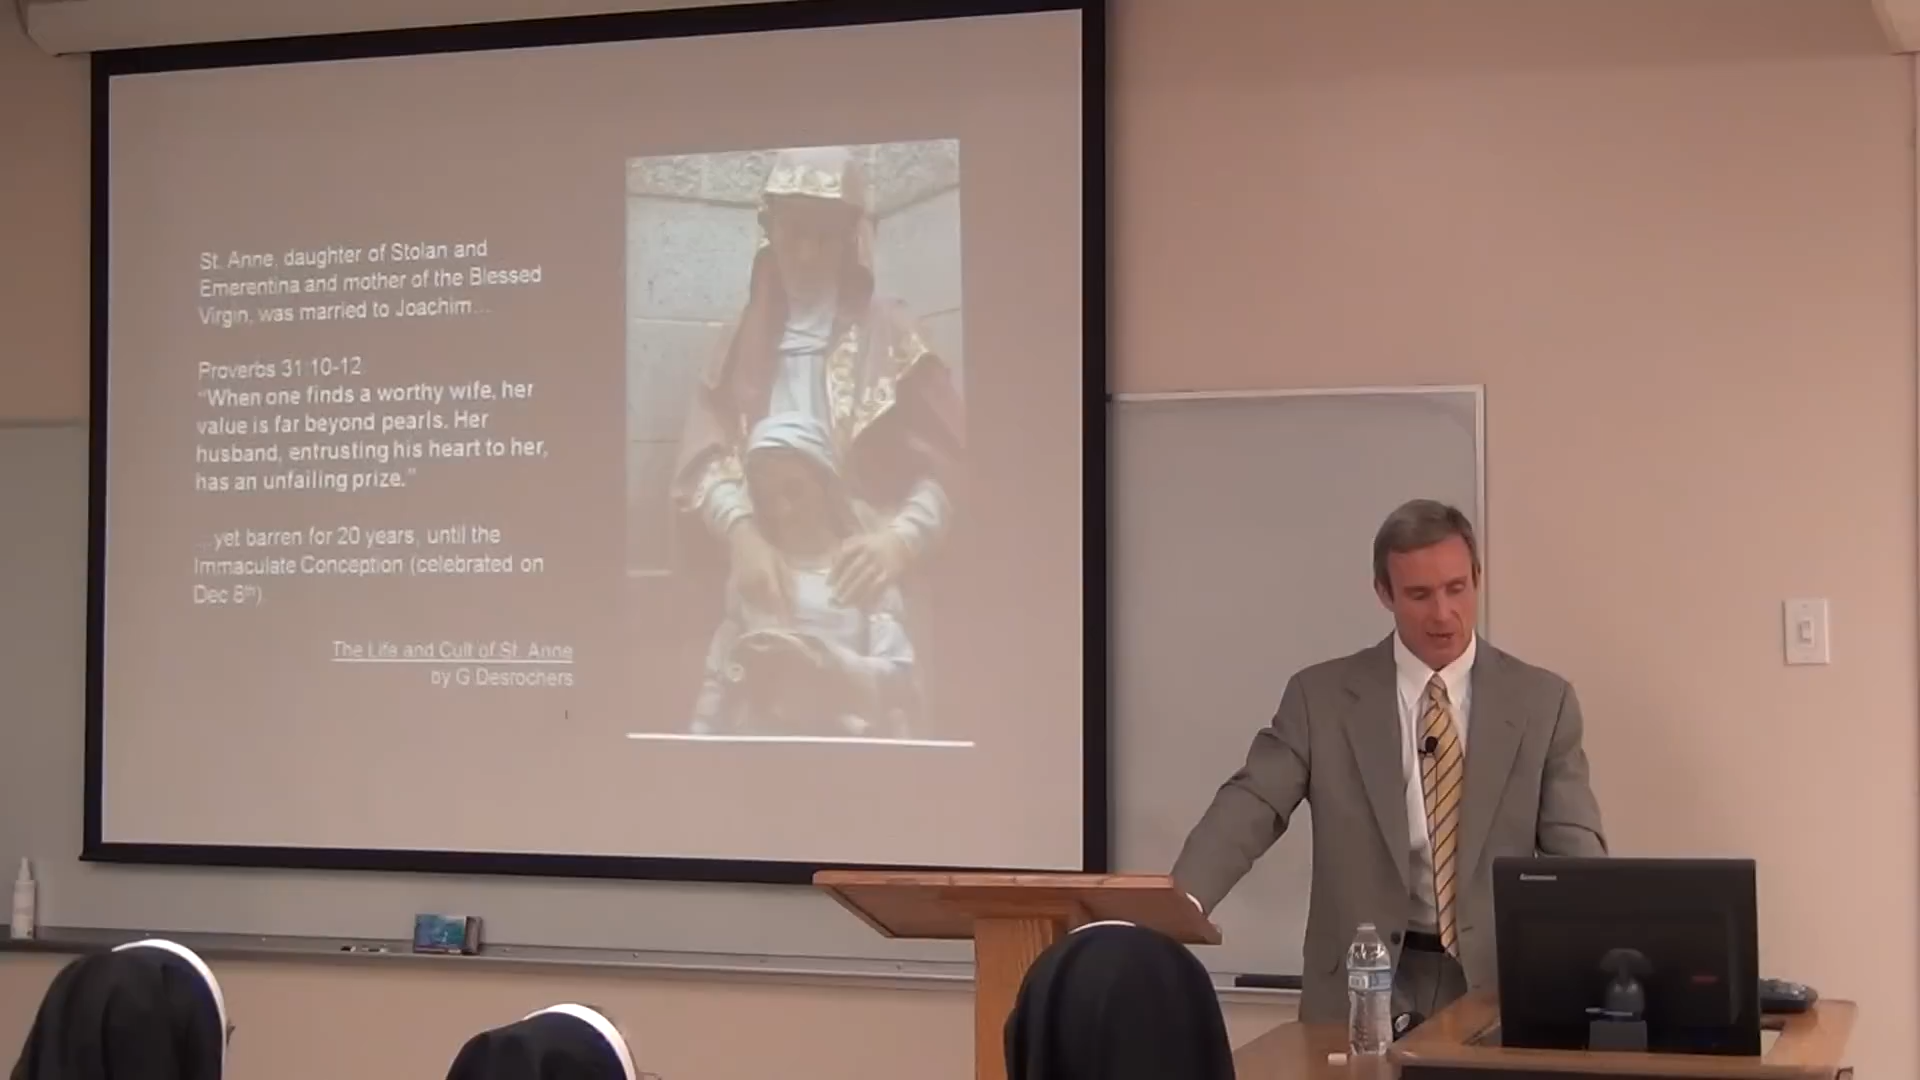 St. Anne, daughter of Stolan and
Emerentina and mother of the Blessed
Virgin, was married to Joachim...
Proverbs 31:10-12
"When one finds a worthy wife, her
value is far beyond pearls. Her
husband, entrusting his heart to her,
has an unfailing prize."
...yet barren for 20 years, until the
Immaculate Conception (celebrated on
Dec 8th).
The Life and Cult of St. Anne
by G Desrochers
Lenovo